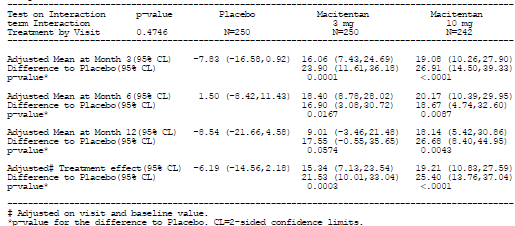 Test on Interaction p-value Placebo Macitentan Macitentan
term Interaction 3 mg 10 mg
Treatment by Visit 0.4746 N=250 N=250 N=242
Adjusted Mean at Month 3(95% CL) -7.83 (-16.58,0.92) 16.06 (7.43,24.69) 19.08 (10.26,27.90)
Difference to Placebo(95% CL) 23.90 (11.61,36.18) 26.91 (14.50,39.33)
p-value* 0.0001 <.0001
Adjusted Mean at Month 6(95% CL) 1.50 (-8.42,11.43) 18.40 (8.78,28.02) 20.17 (10.39,29.95)
Difference to Placebo(95% CL) 16.90 (3.08,30.72) 18.67 (4.74,32.60)
p-value* 0.0167 0.0087
Adjusted Mean at Month 12(95% CL) -8.54 (-21.66,4.58) 9.01 (-3.46,21.48) 18.14 (5.42,30.86)
Difference to Placebo(95% CL) 17.55 (-0.55,35.65) 26.68 (8.40,44.95)
p-value* 0.0574 0.0043
Adjusted‡ Treatment effect(95% CL) -6.19 (-14.56,2.18) 15.34 (7.13,23.54) 19.21 (10.83,27.59)
Difference to Placebo(95% CL) 21.53 (10.01,33.04) 25.40 (13.76,37.04)
p-value* 0.0003 <.0001
‡ Adjusted on visit and baseline value.
*p-value for the difference to Placebo. CL=2-sided confidence limits.